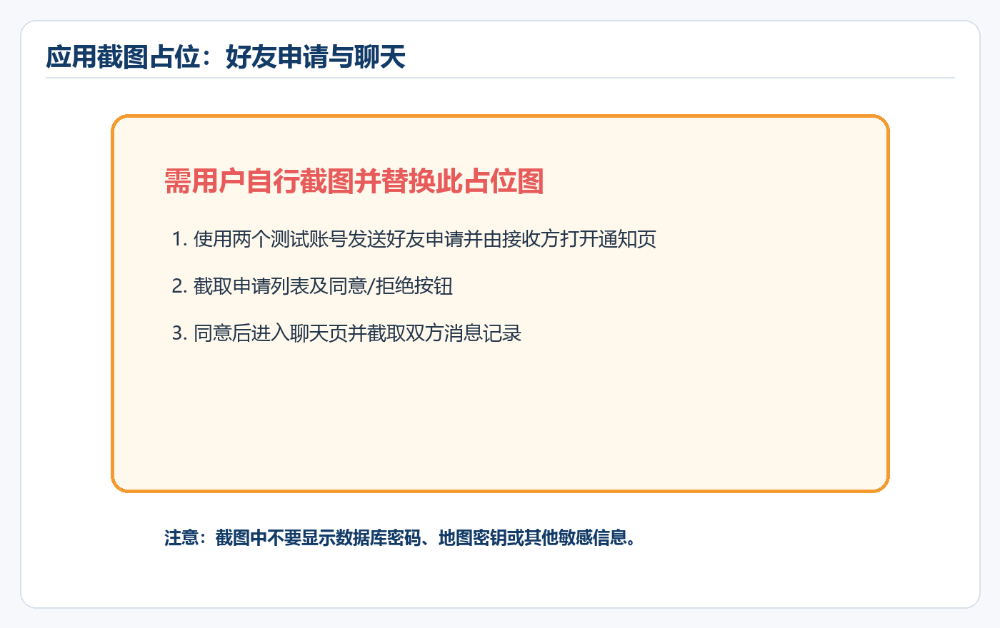 应用截图占位：好友申请与聊天
需用户自行截图并替换此占位图
1. 使用两个测试账号发送好友申请并由接收方打开通知页
2. 截取申请列表及同意/拒绝按钮
3. 同意后进入聊天页并截取双方消息记录
注意：截图中不要显示数据库密码、地图密钥或其他敏感信息。